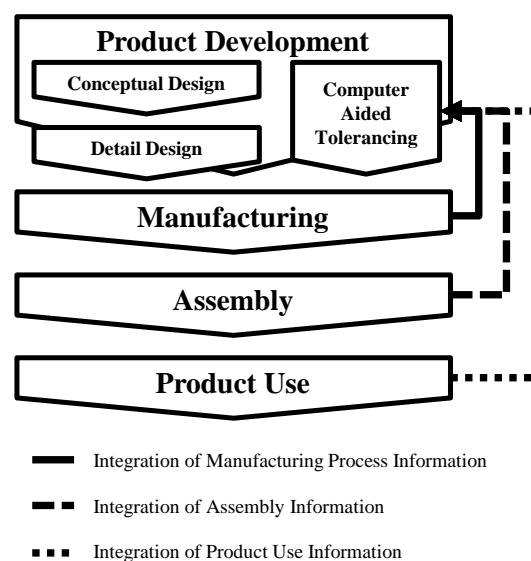 Product Development
Conceptual Design
Computer
Aided
Tolerancing
Detail Design
Manufacturing
Assembly
Product Use
Integration of Manufacturing Process Information
Integration of Assembly Information
Integration of Product Use Information